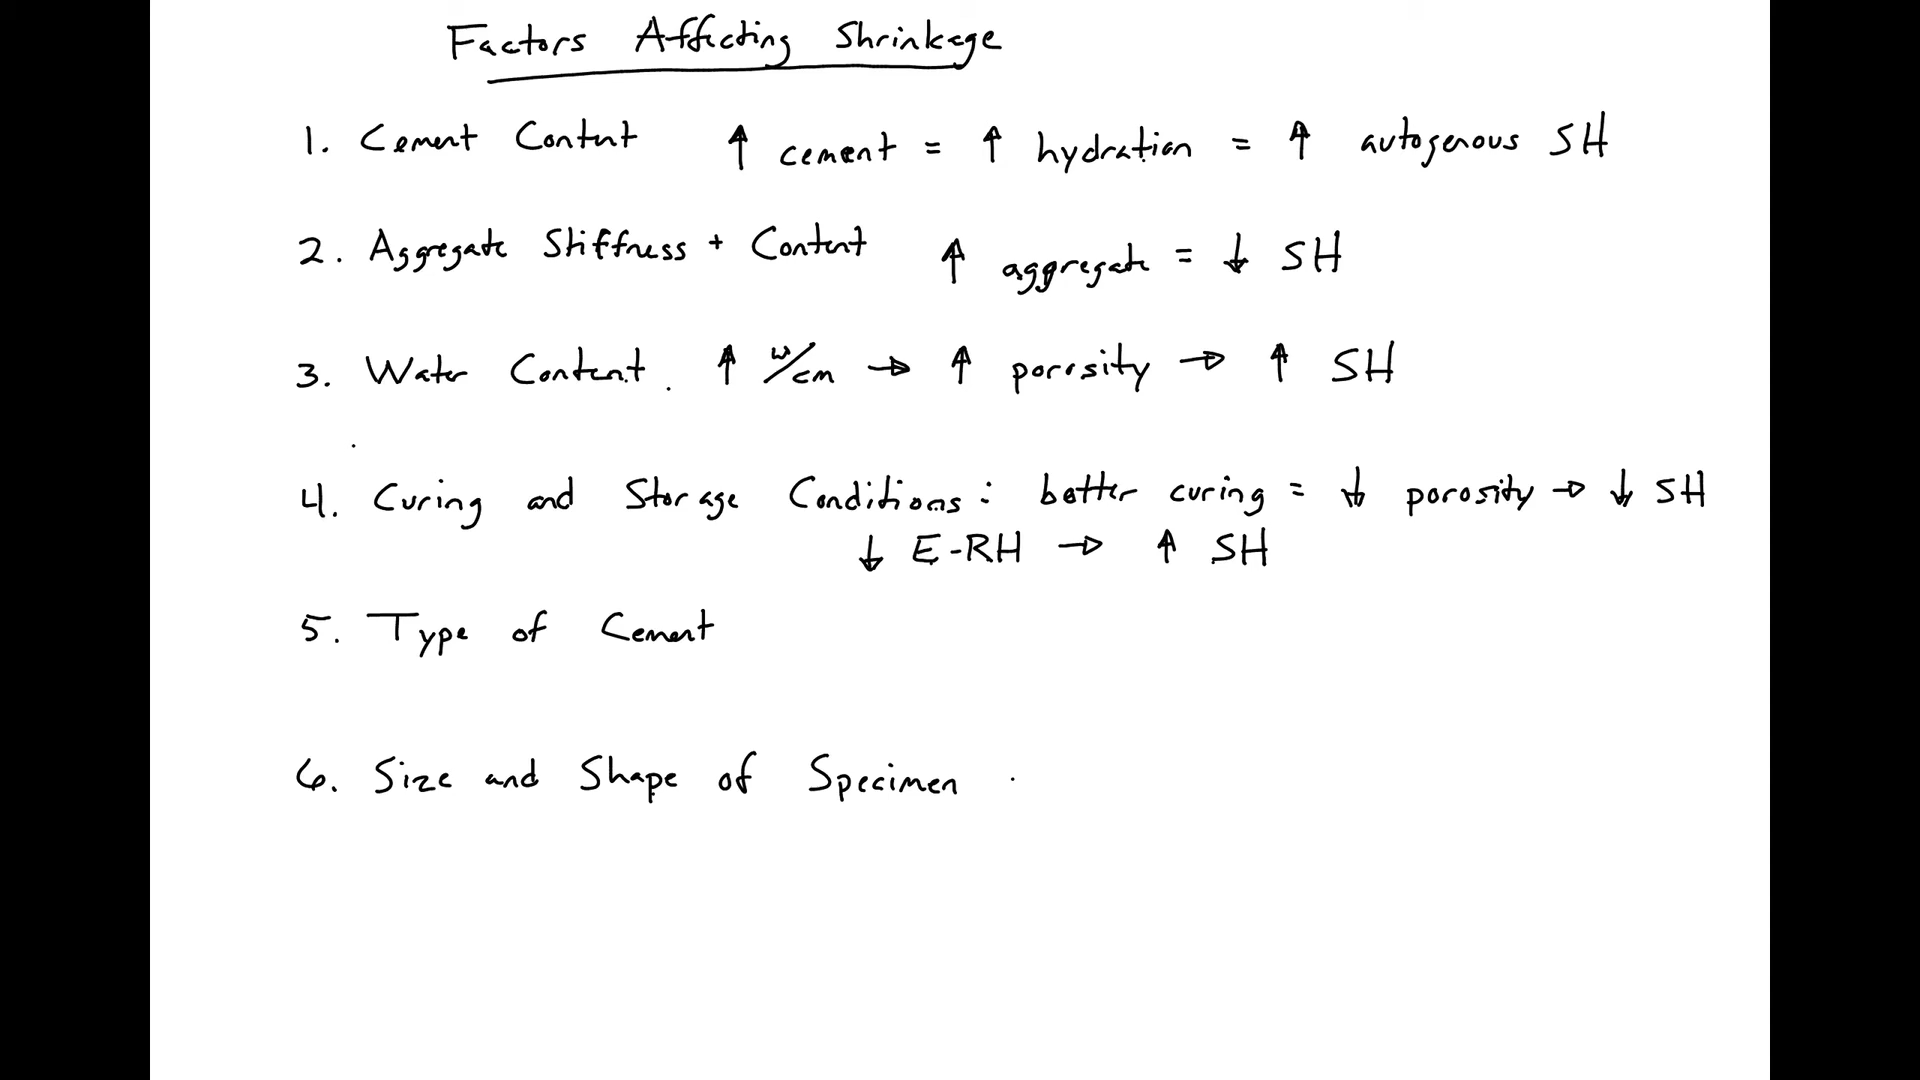 Factors Affecting Shrinkage
1. Cement Content ↑ cement = ↑ hydration = ↑ autogenous SH
2. Aggregate Stiffness + Content ↑ aggregate = ↓ SH
3. Water Content. ↑ w/cm → ↑ porosity → ↑ SH
4. Curing and Storage Conditions: better curing = ↓ porosity → ↓ SH
↓ E-RH → ↑ SH
5. Type of Cement
6. Size and Shape of Specimen